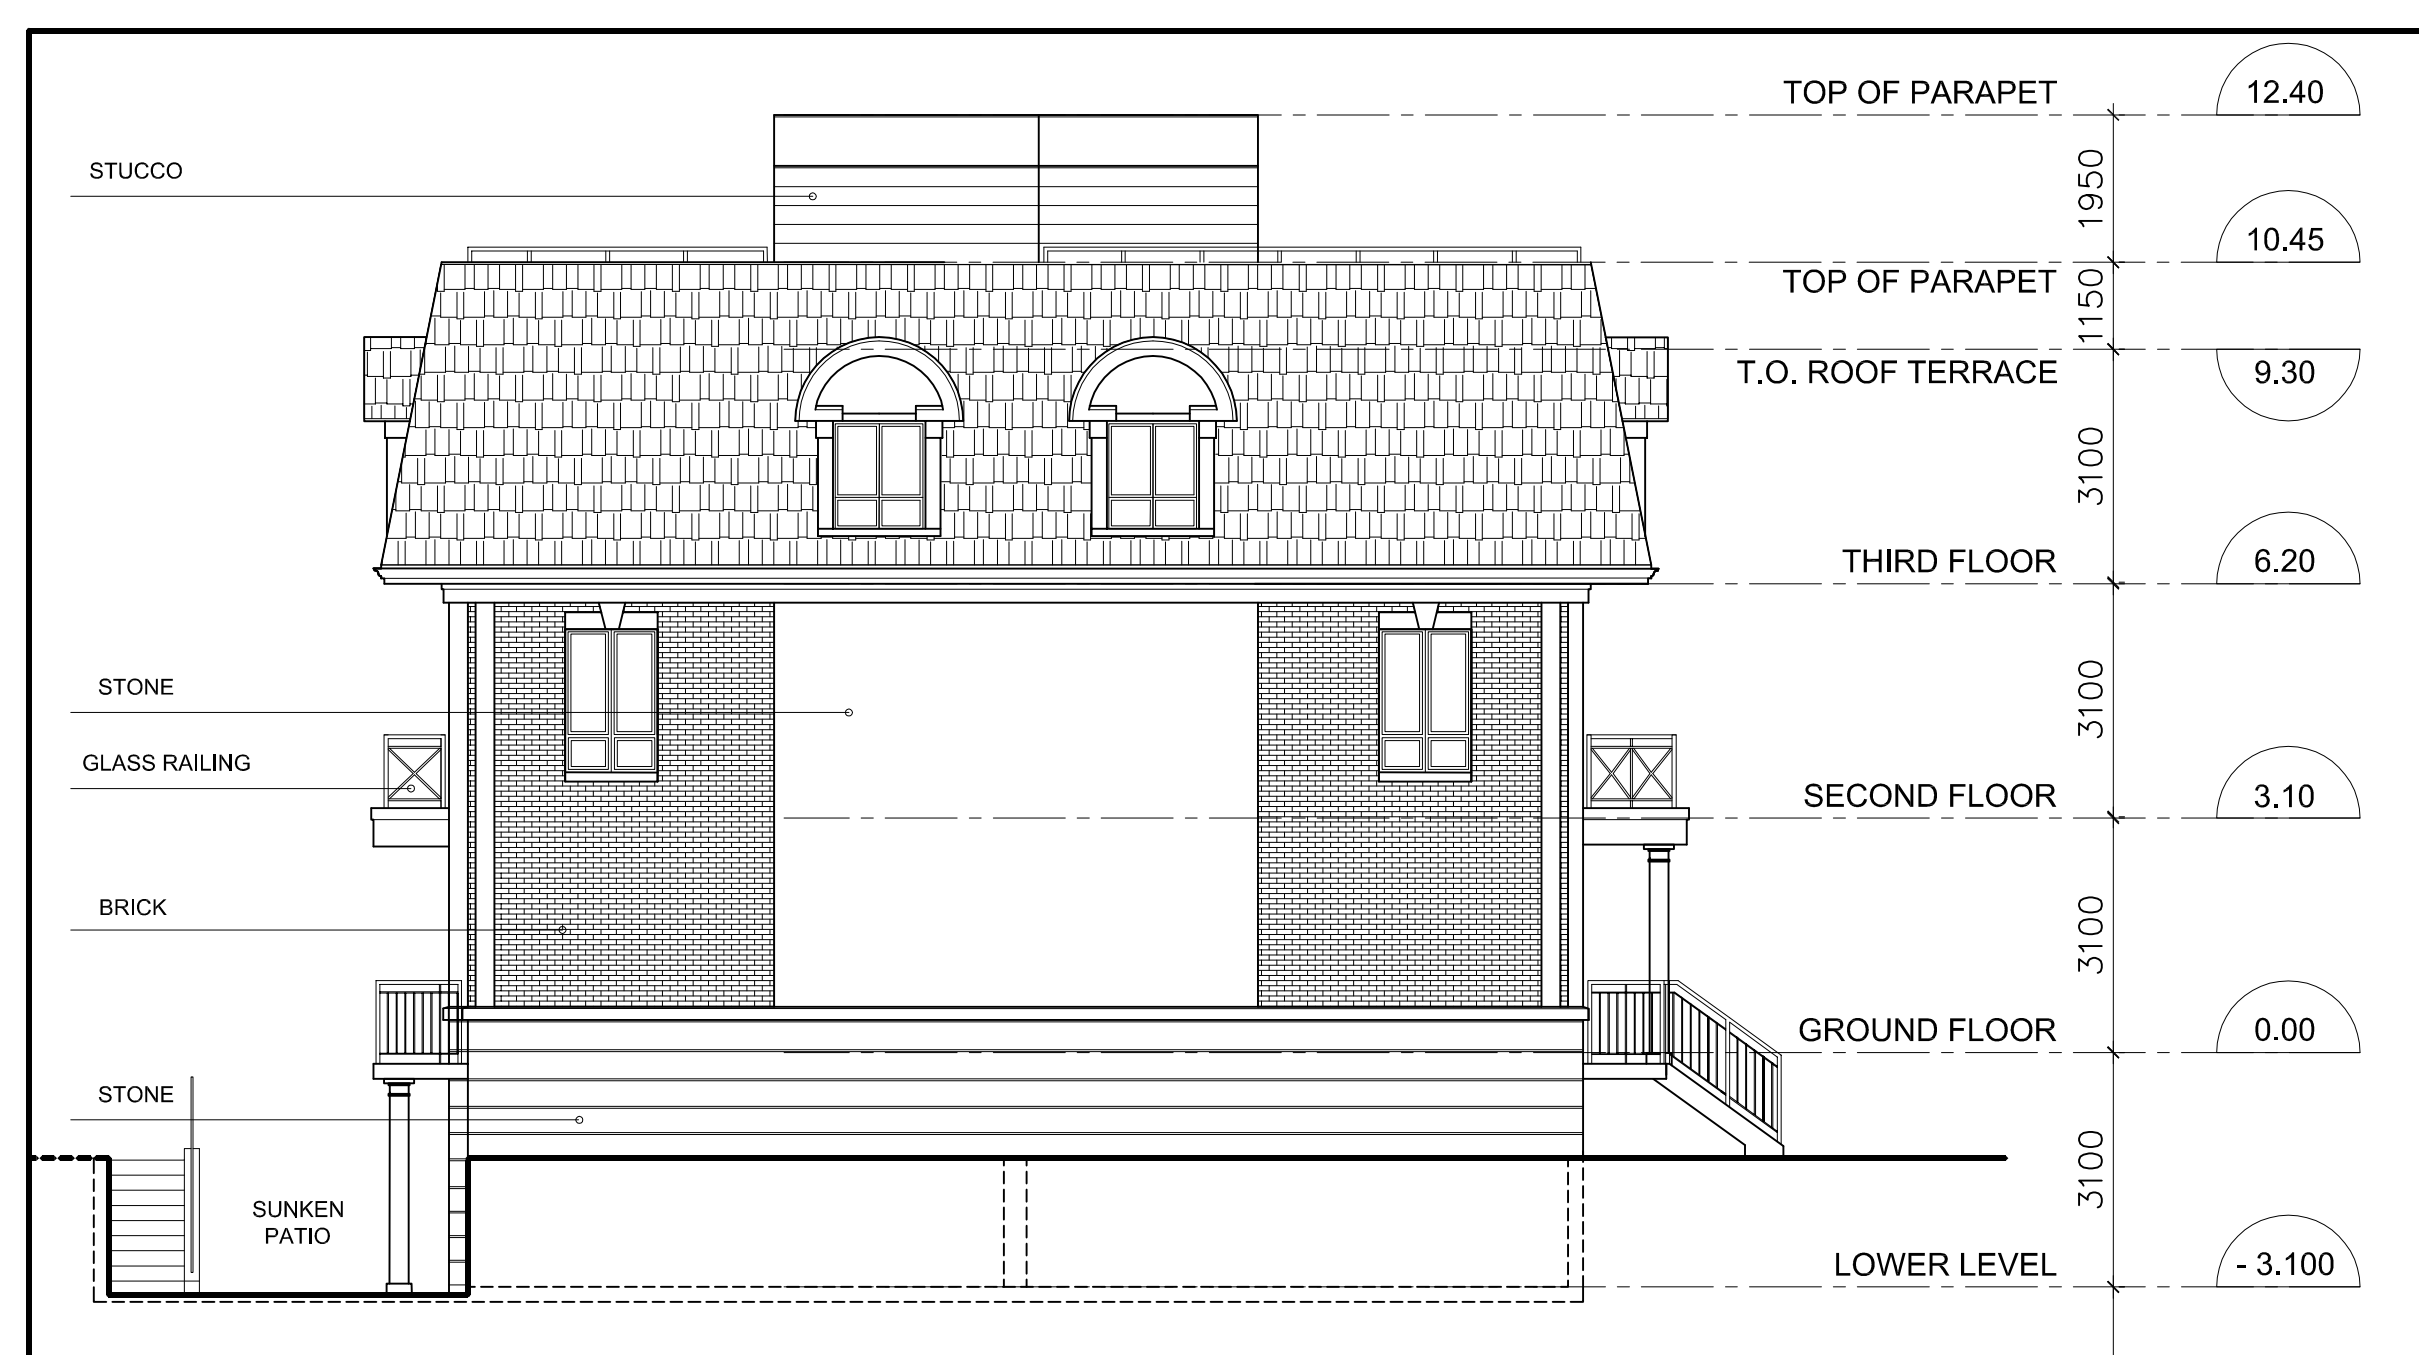 TOP OF PARAPET
12.40
STUCCO
1950
10.45
TOP OF PARAPET
1150
T.O. ROOF TERRACE
9.30
3100
THIRD FLOOR
6.20
STONE
3100
GLASS RAILING
SECOND FLOOR
3.10
BRICK
3100
GROUND FLOOR
0.00
STONE
3100
SUNKEN
PATIO
LOWER LEVEL
- 3.100